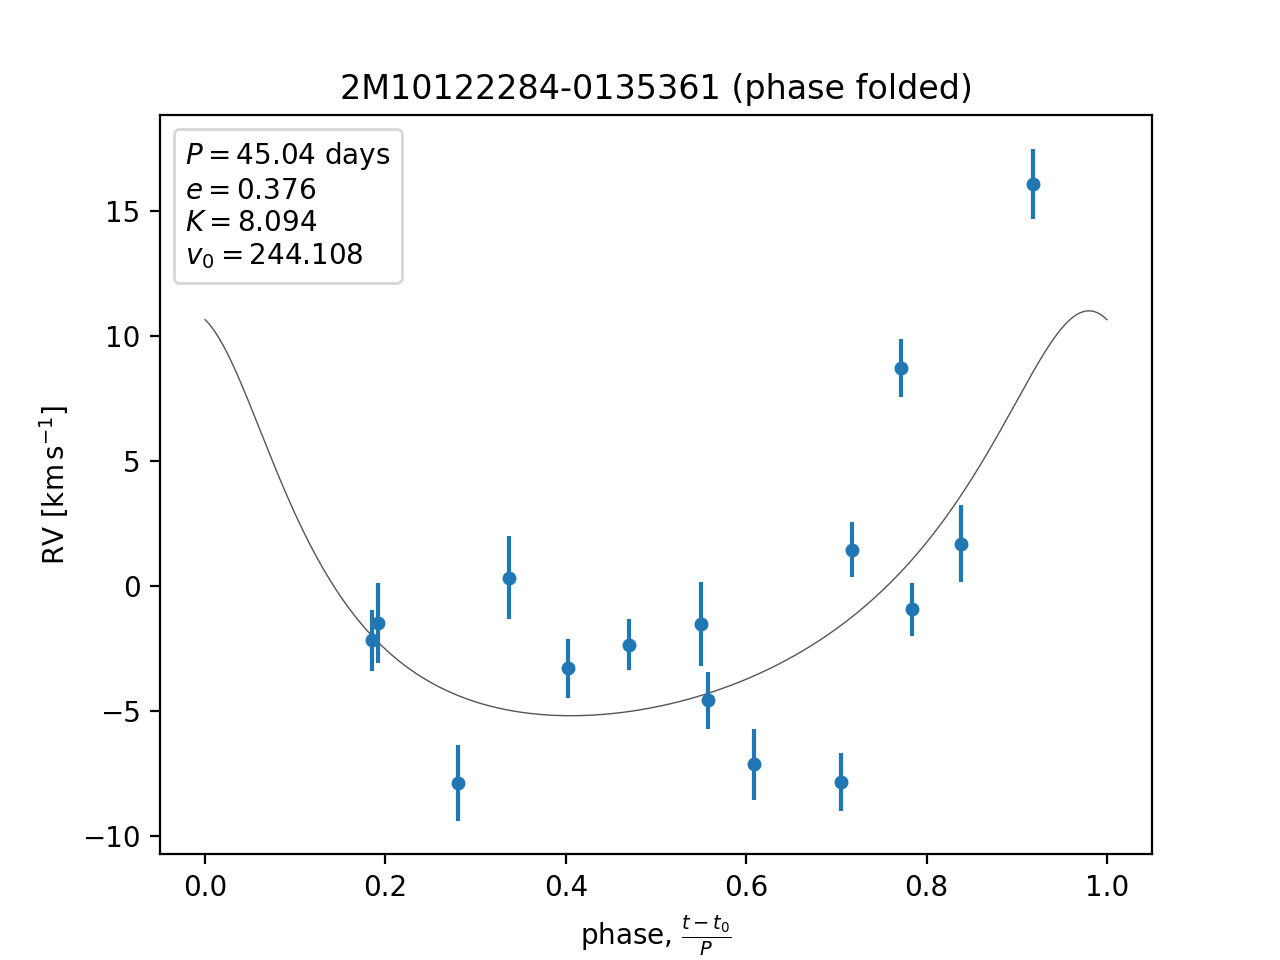 2M10122284-0135361 (phase folded)
P = 45.04 days
e = 0.376
K = 8.094
v₀ = 244.108
RV [km s⁻¹]
15
10
5
0
−5
−10
0.0 0.2 0.4 0.6 0.8 1.0
phase, (t − t₀)/P